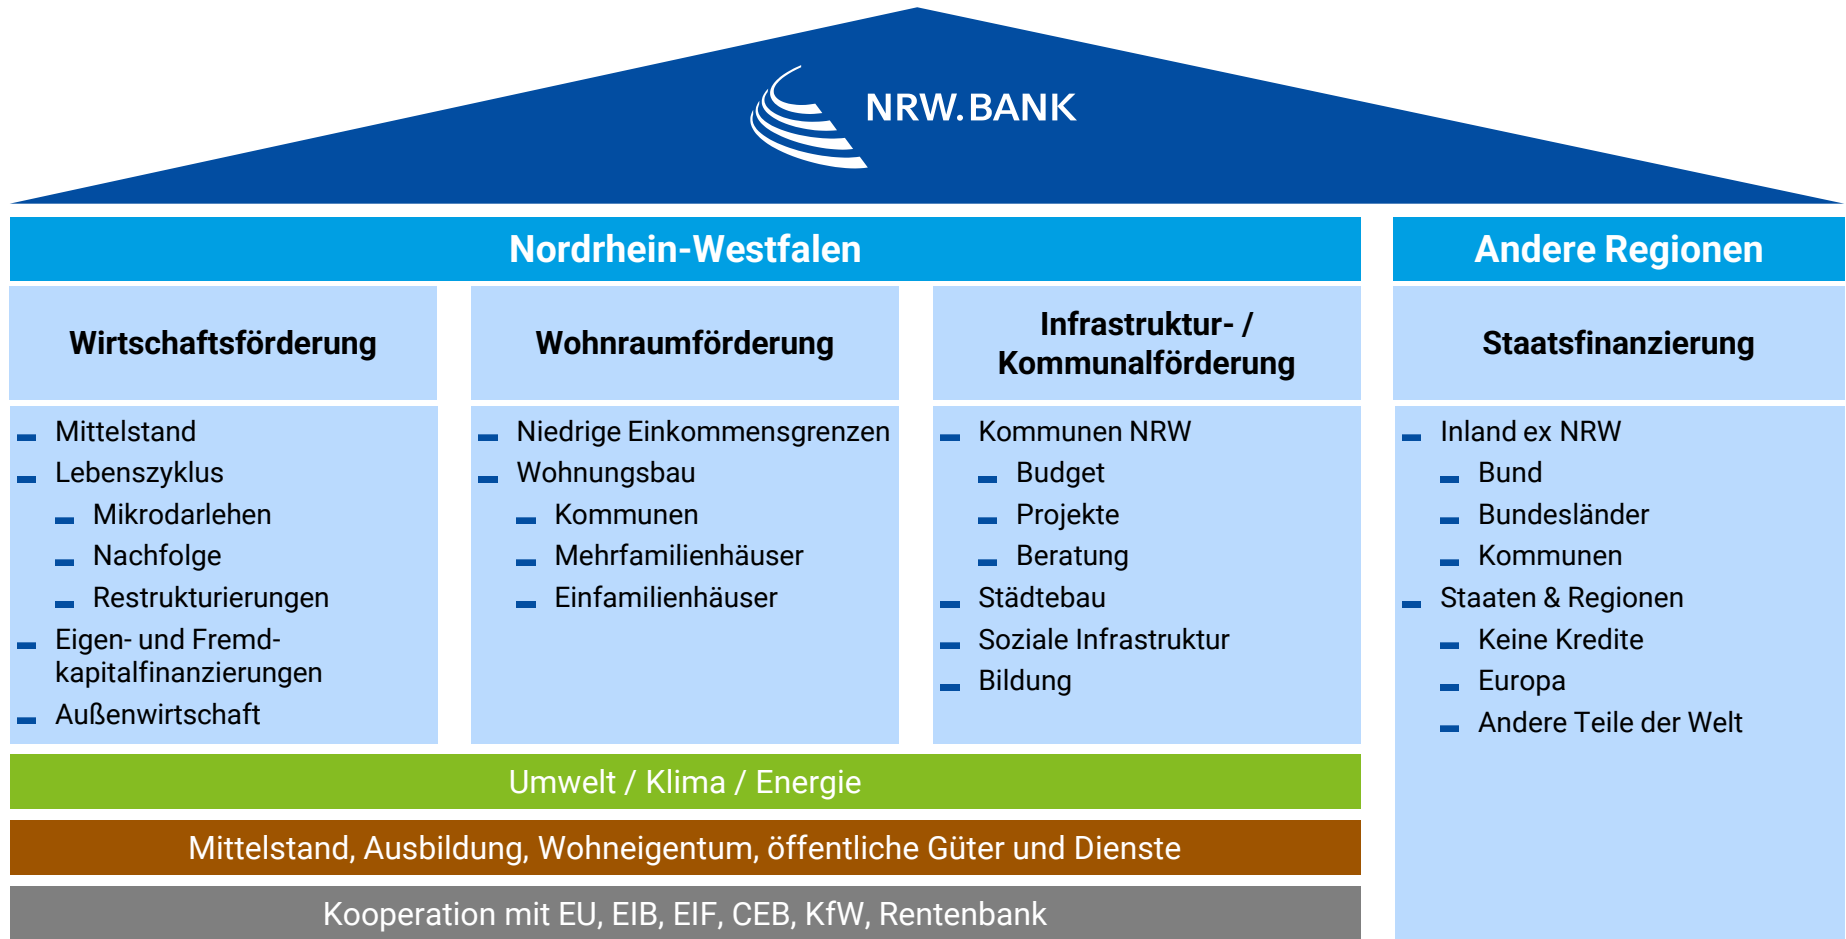 NRW.BANK
Nordrhein-Westfalen
Andere Regionen
Wirtschaftsförderung
Wohnraumförderung
Infrastruktur- /
Kommunalförderung
Staatsfinanzierung
Mittelstand
Lebenszyklus
Mikrodarlehen
Nachfolge
Restrukturierungen
Eigen- und Fremd-
kapitalfinanzierungen
Außenwirtschaft
Niedrige Einkommensgrenzen
Wohnungsbau
Kommunen
Mehrfamilienhäuser
Einfamilienhäuser
Kommunen NRW
Budget
Projekte
Beratung
Städtebau
Soziale Infrastruktur
Bildung
Inland ex NRW
Bund
Bundesländer
Kommunen
Staaten & Regionen
Keine Kredite
Europa
Andere Teile der Welt
Umwelt / Klima / Energie
Mittelstand, Ausbildung, Wohneigentum, öffentliche Güter und Dienste
Kooperation mit EU, EIB, EIF, CEB, KfW, Rentenbank